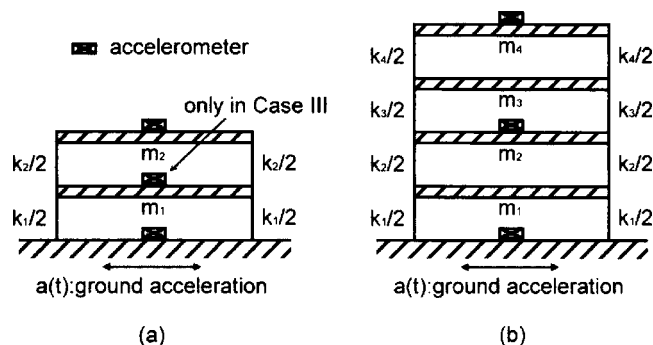 accelerometer
only in Case III
m₂
k₂/2 k₂/2
m₁
k₁/2 k₁/2
a(t):ground acceleration
(a)
m₄
k₄/2 k₄/2
m₃
k₃/2 k₃/2
m₂
k₂/2 k₂/2
m₁
k₁/2 k₁/2
a(t):ground acceleration
(b)